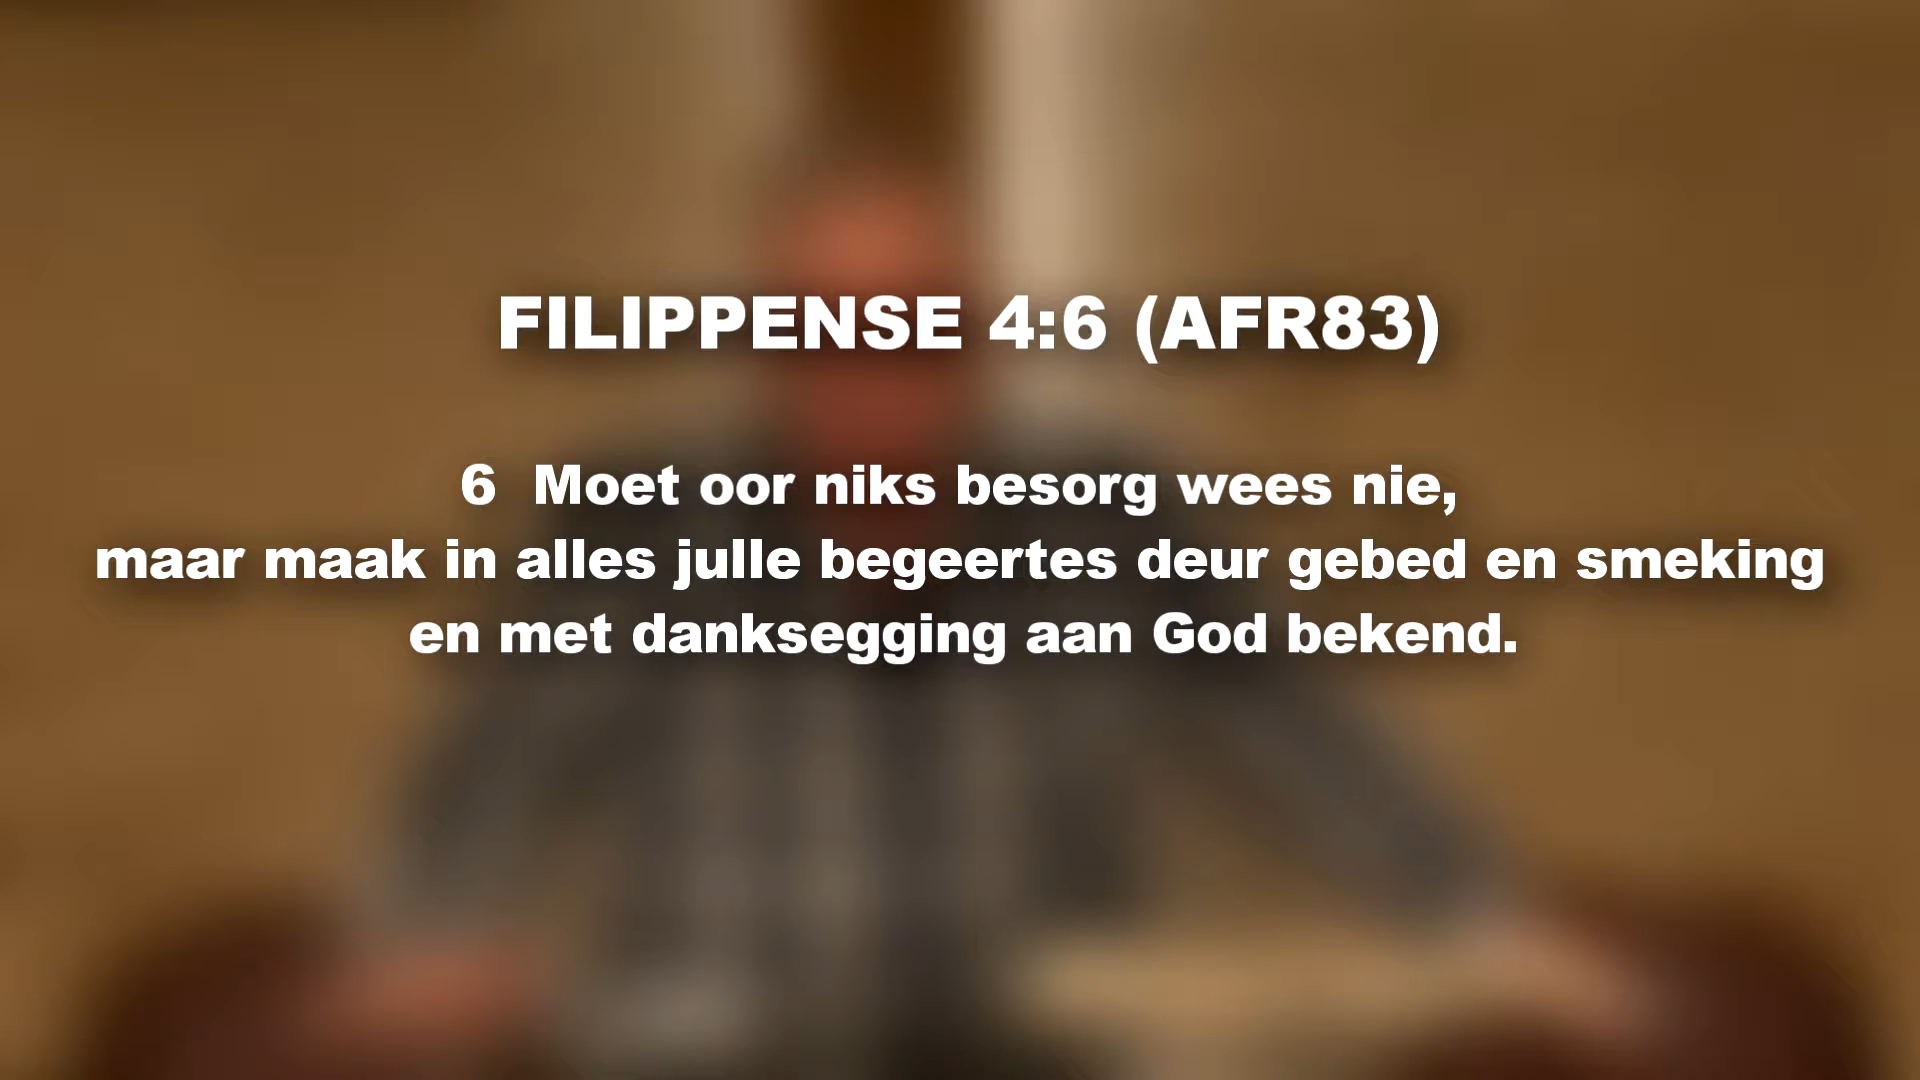 FILIPPENSE 4:6 (AFR83)
6 Moet oor niks besorg wees nie,
maar maak in alles julle begeertes deur gebed en smeking
en met danksegging aan God bekend.